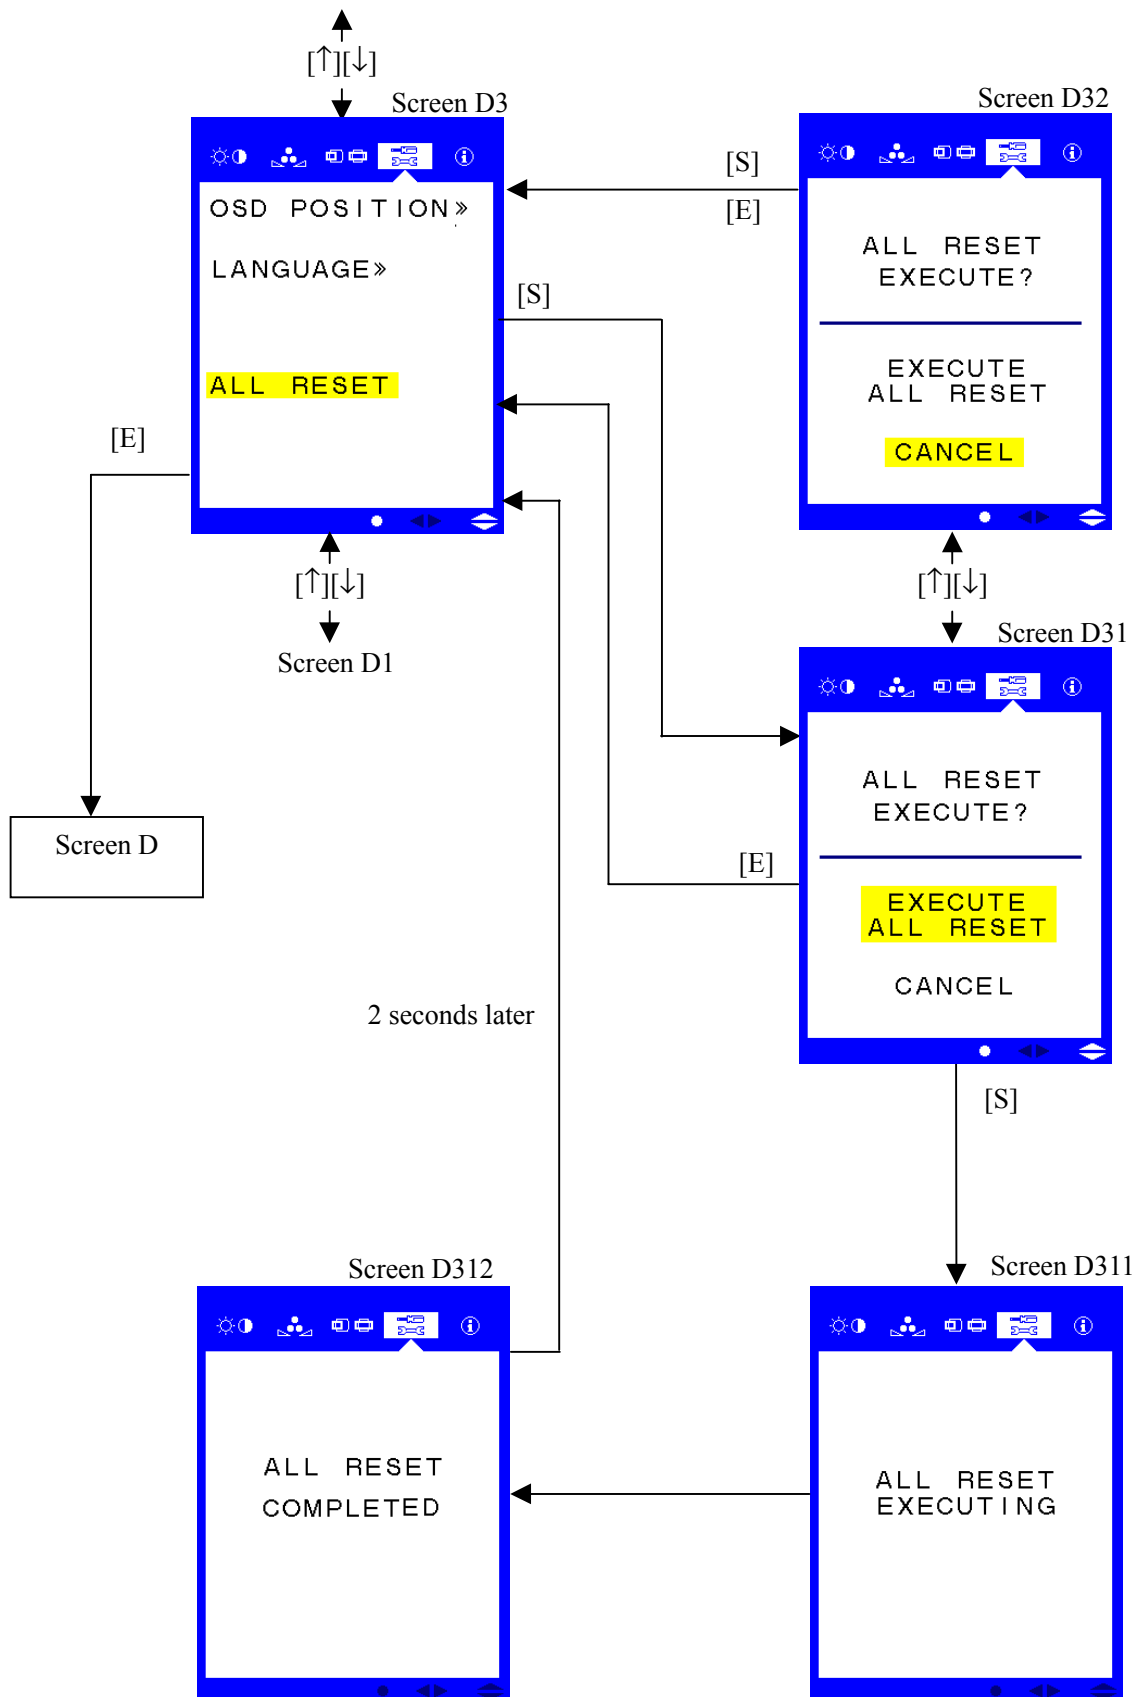 [↑][↓]
Screen D3
OSD POSITION»
LANGUAGE»
ALL RESET
[E]
[S]
[↑][↓]
Screen D1
Screen D
Screen D32
[S]
[E]
ALL RESET
EXECUTE?
EXECUTE
ALL RESET
CANCEL
[↑][↓]
Screen D31
ALL RESET
EXECUTE?
EXECUTE
ALL RESET
CANCEL
[E]
2 seconds later
[S]
Screen D312
ALL RESET
COMPLETED
Screen D311
ALL RESET
EXECUTING